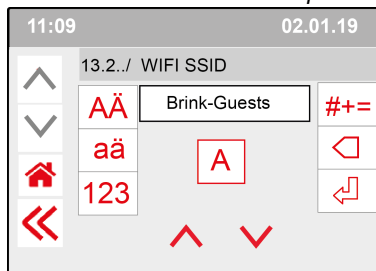 11:09 02.01.19
13.2../ WIFI SSID
AÄ Brink-Guests #+=
aä A
123